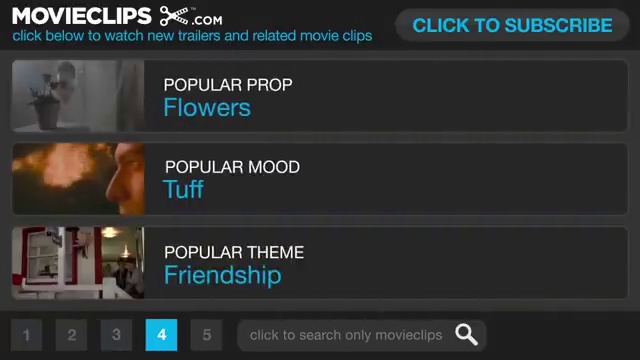 MOVIECLIPS .COM
click below to watch new trailers and related movie clips
CLICK TO SUBSCRIBE
POPULAR PROP
Flowers
POPULAR MOOD
Tuff
POPULAR THEME
Friendship
1 2 3 4 5
click to search only movieclips